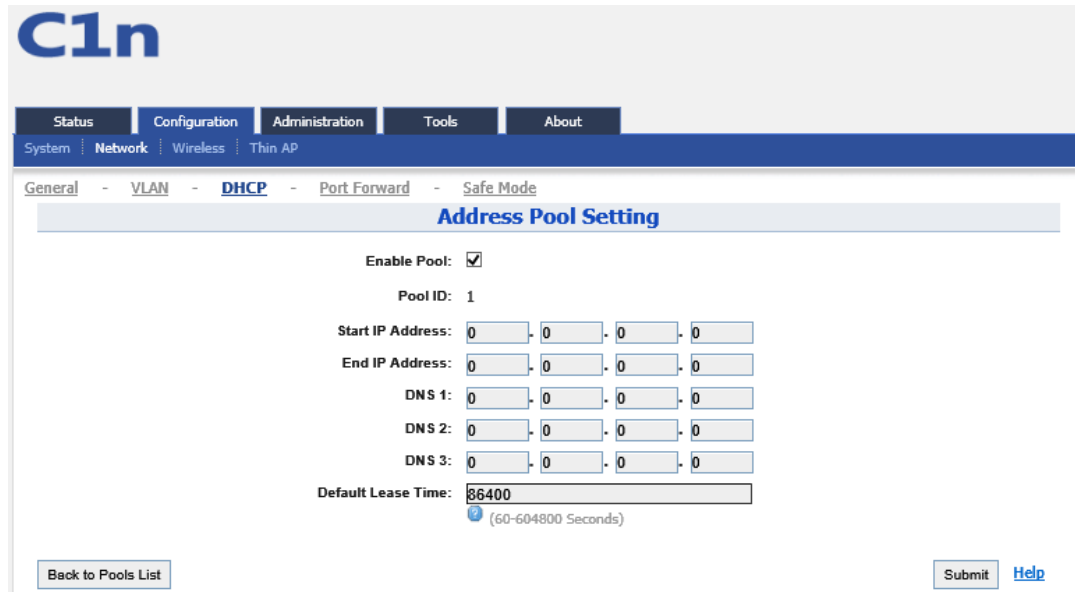 C1n
Status Configuration Administration Tools About
System Network Wireless Thin AP
General - VLAN - DHCP - Port Forward - Safe Mode
Address Pool Setting
Enable Pool:
Pool ID: 1
Start IP Address: 0 . 0 . 0 . 0
End IP Address: 0 . 0 . 0 . 0
DNS 1: 0 . 0 . 0 . 0
DNS 2: 0 . 0 . 0 . 0
DNS 3: 0 . 0 . 0 . 0
Default Lease Time: 86400
? (60-604800 Seconds)
Back to Pools List Submit Help